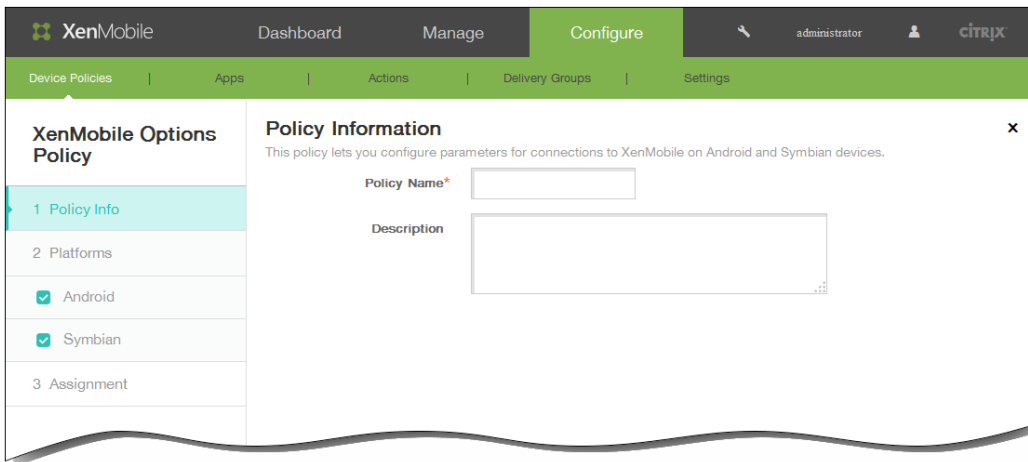 XenMobile Dashboard Manage Configure administrator CITRIX
Device Policies | Apps | Actions | Delivery Groups | Settings
XenMobile Options
Policy
1 Policy Info
2 Platforms
Android
Symbian
3 Assignment
Policy Information
This policy lets you configure parameters for connections to XenMobile on Android and Symbian devices.
Policy Name*
Description